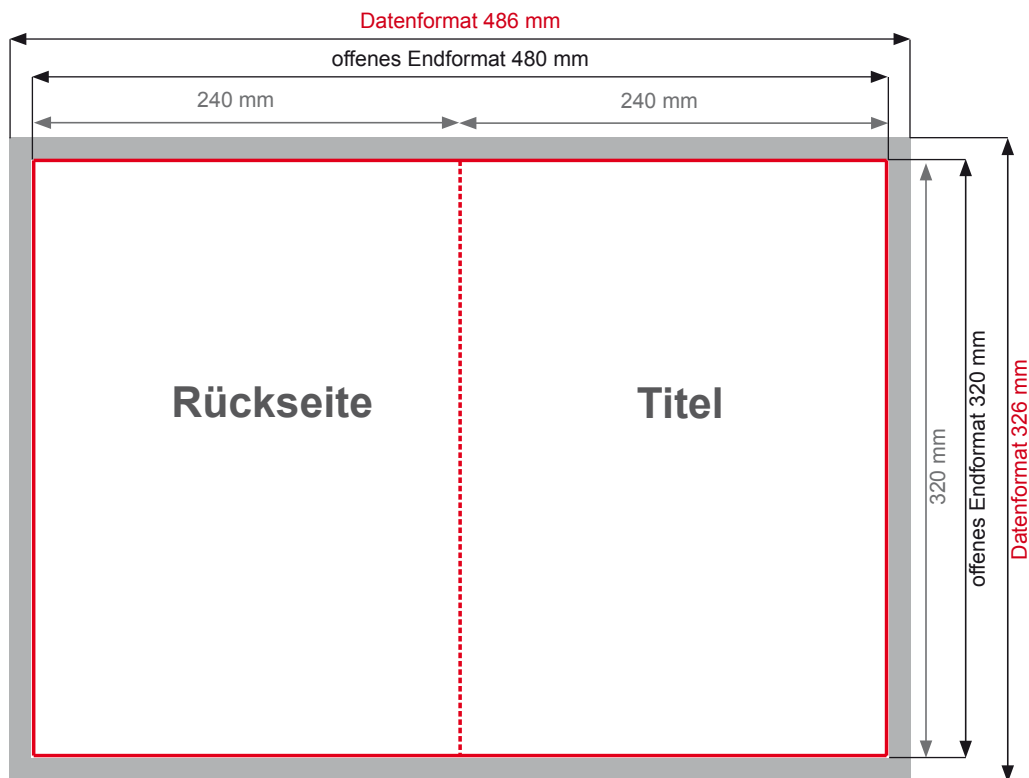 Datenformat 486 mm
offenes Endformat 480 mm
240 mm
240 mm
Rückseite
Titel
320 mm
offenes Endformat 320 mm
Datenformat 326 mm